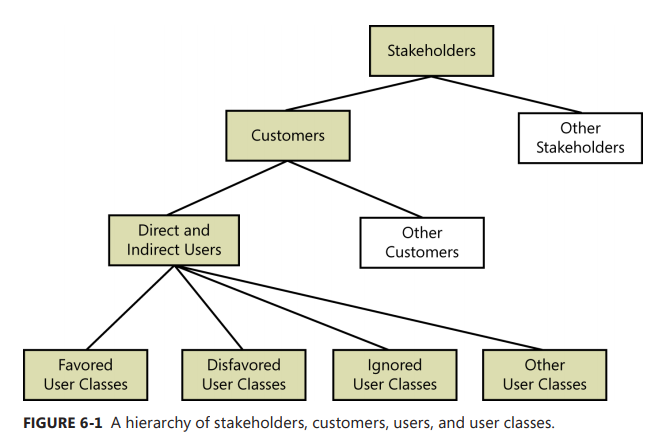 Stakeholders
Customers
Other
Stakeholders
Direct and
Indirect Users
Other
Customers
Favored
User Classes
Disfavored
User Classes
Ignored
User Classes
Other
User Classes
FIGURE 6-1 A hierarchy of stakeholders, customers, users, and user classes.